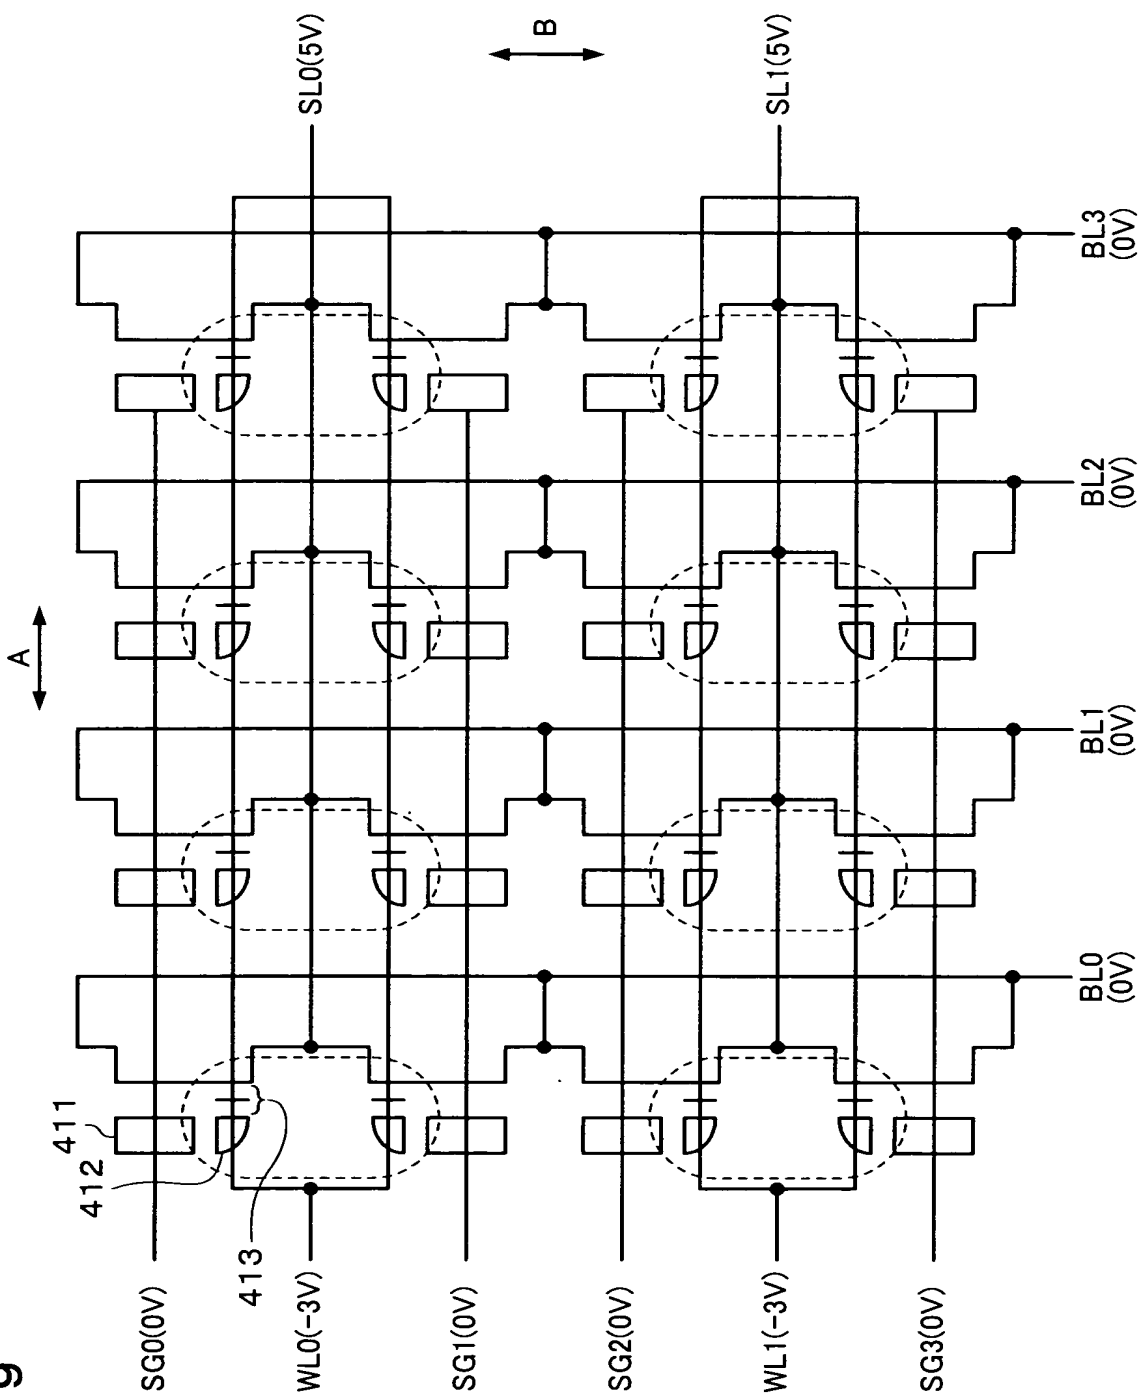 A
B
SL0(5V)
SL1(5V)
BL3
(0V)
BL2
(0V)
BL1
(0V)
BL0
(0V)
411
412
413
SG0(0V)
WL0(-3V)
SG1(0V)
SG2(0V)
WL1(-3V)
SG3(0V)